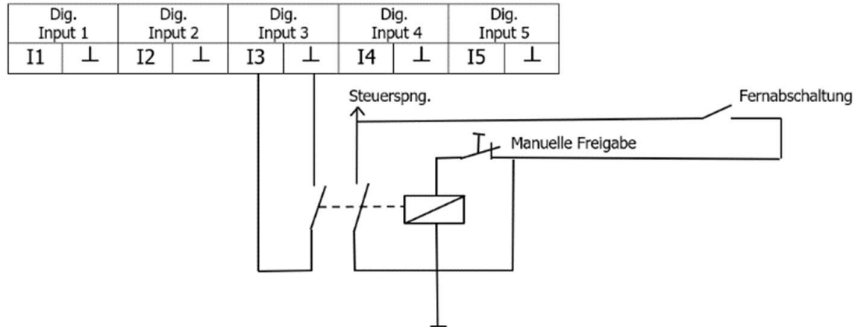 Dig. Dig. Dig. Dig. Dig.
Input 1 Input 2 Input 3 Input 4 Input 5
I1 ⊥ I2 ⊥ I3 ⊥ I4 ⊥ I5 ⊥
Steuerspng. Fernabschaltung
Manuelle Freigabe